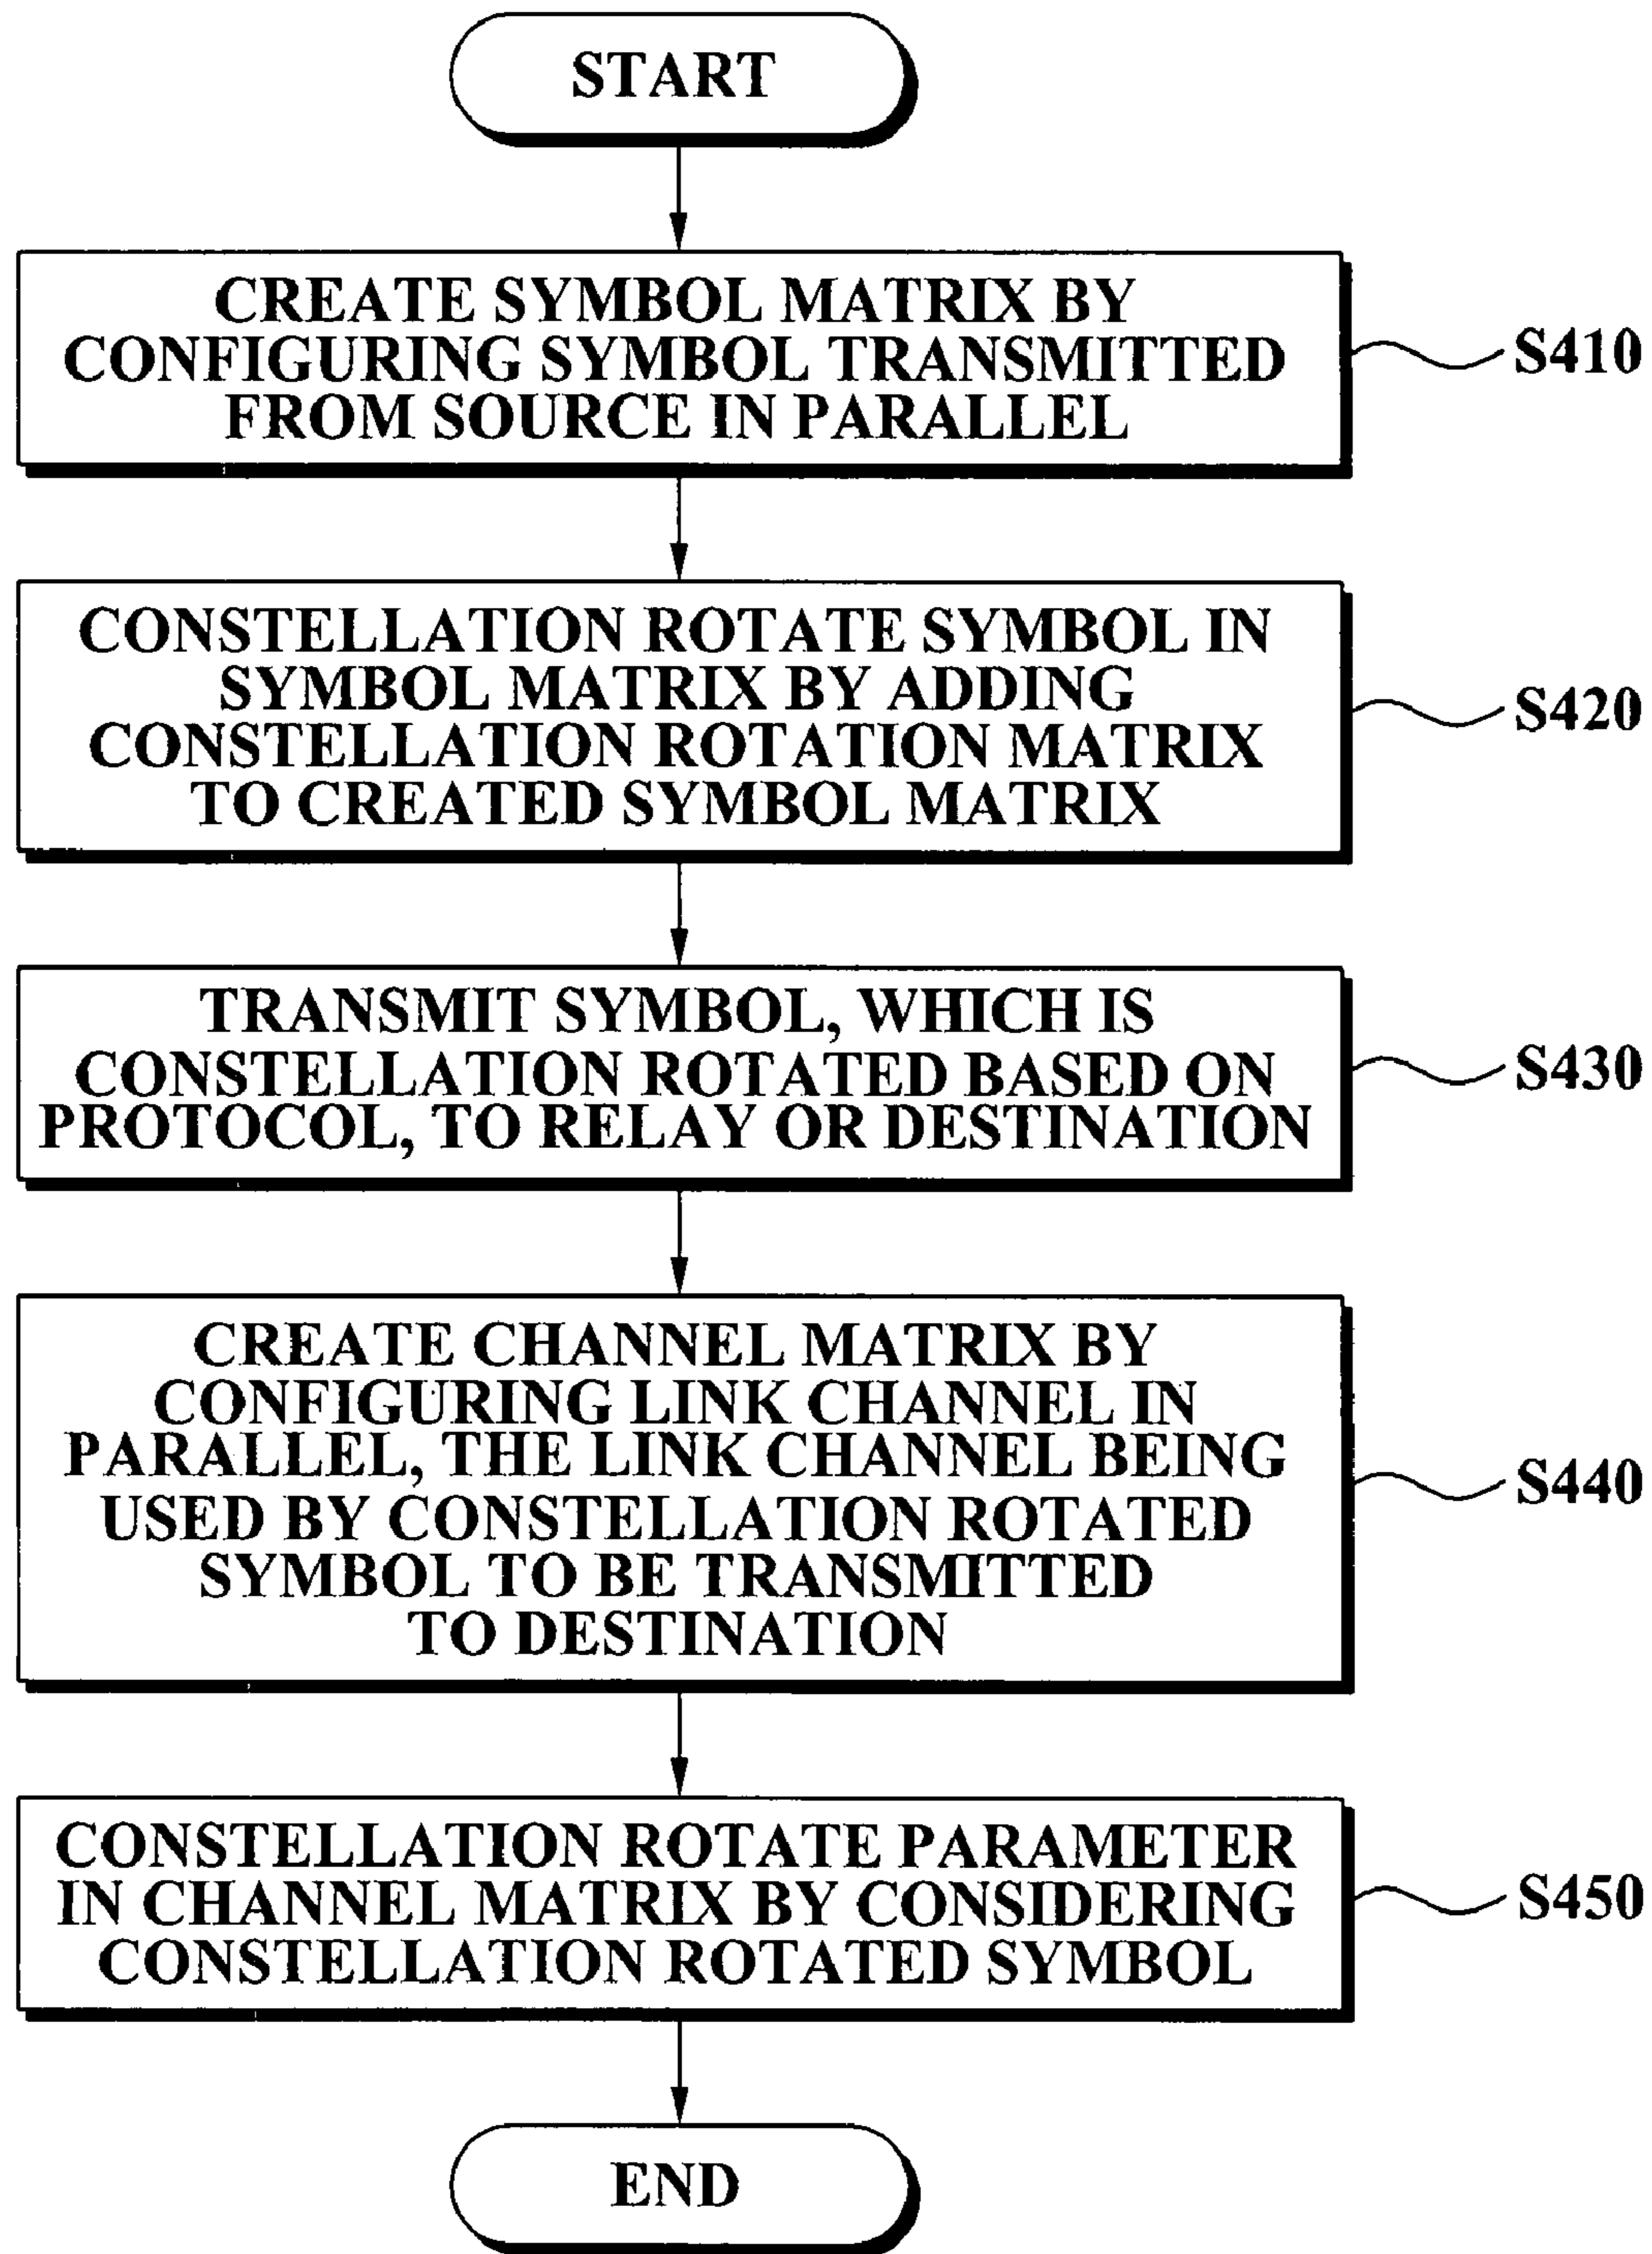 START
CREATE SYMBOL MATRIX BY
CONFIGURING SYMBOL TRANSMITTED
FROM SOURCE IN PARALLEL
S410
CONSTELLATION ROTATE SYMBOL IN
SYMBOL MATRIX BY ADDING
CONSTELLATION ROTATION MATRIX
TO CREATED SYMBOL MATRIX
S420
TRANSMIT SYMBOL, WHICH IS
CONSTELLATION ROTATED BASED ON
PROTOCOL, TO RELAY OR DESTINATION
S430
CREATE CHANNEL MATRIX BY
CONFIGURING LINK CHANNEL IN
PARALLEL, THE LINK CHANNEL BEING
USED BY CONSTELLATION ROTATED
SYMBOL TO BE TRANSMITTED
TO DESTINATION
S440
CONSTELLATION ROTATE PARAMETER
IN CHANNEL MATRIX BY CONSIDERING
CONSTELLATION ROTATED SYMBOL
S450
END